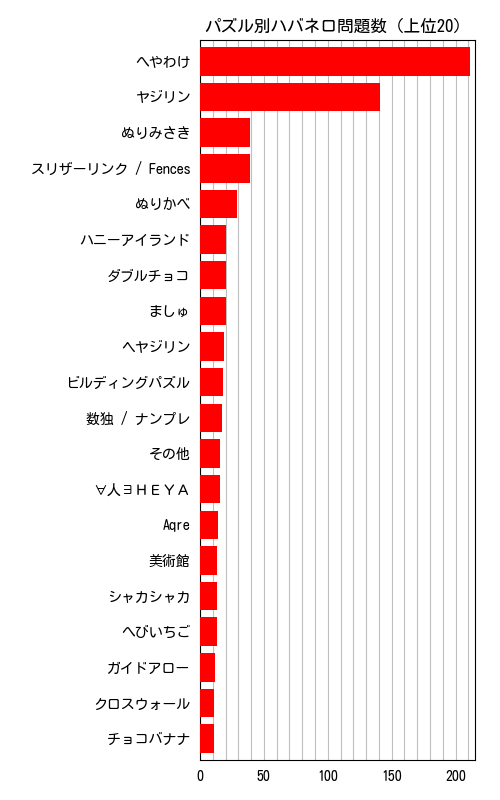 パズル別ハバネロ問題数 (上位20)
へやわけ
ヤジリン
ぬりみさき
スリザーリンク / Fences
ぬりかべ
ハニーアイランド
ダブルチョコ
ましゅ
ヘヤジリン
ビルディングパズル
数独 / ナンプレ
その他
∀人∃ＨＥＹＡ
Aqre
美術館
シャカシャカ
へびいちご
ガイドアロー
クロスウォール
チョコバナナ
0 50 100 150 200